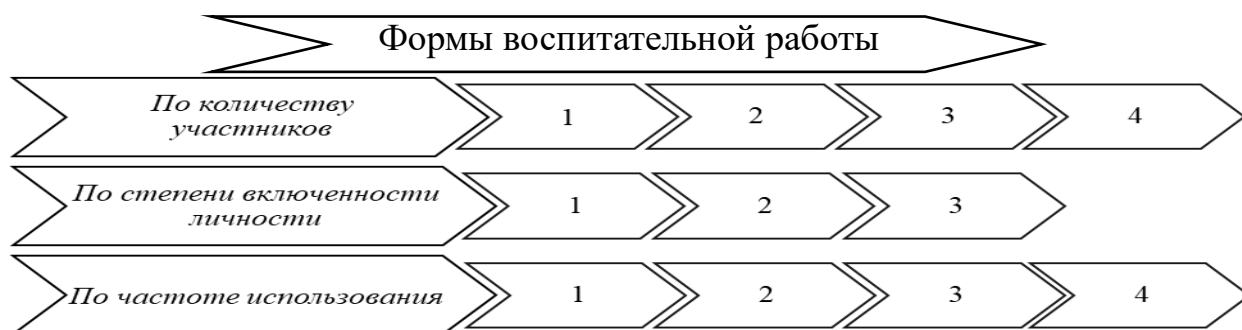 Формы воспитательной работы
По количеству
участников
1 2 3 4
По степени включенности
личности
1 2 3
По частоте использования
1 2 3 4